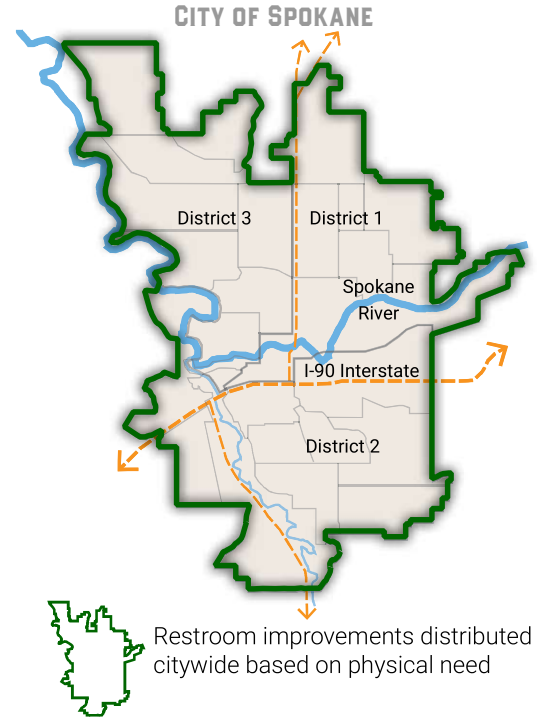 CITY OF SPOKANE
District 3
District 1
Spokane
River
I-90 Interstate
District 2
Restroom improvements distributed
citywide based on physical need